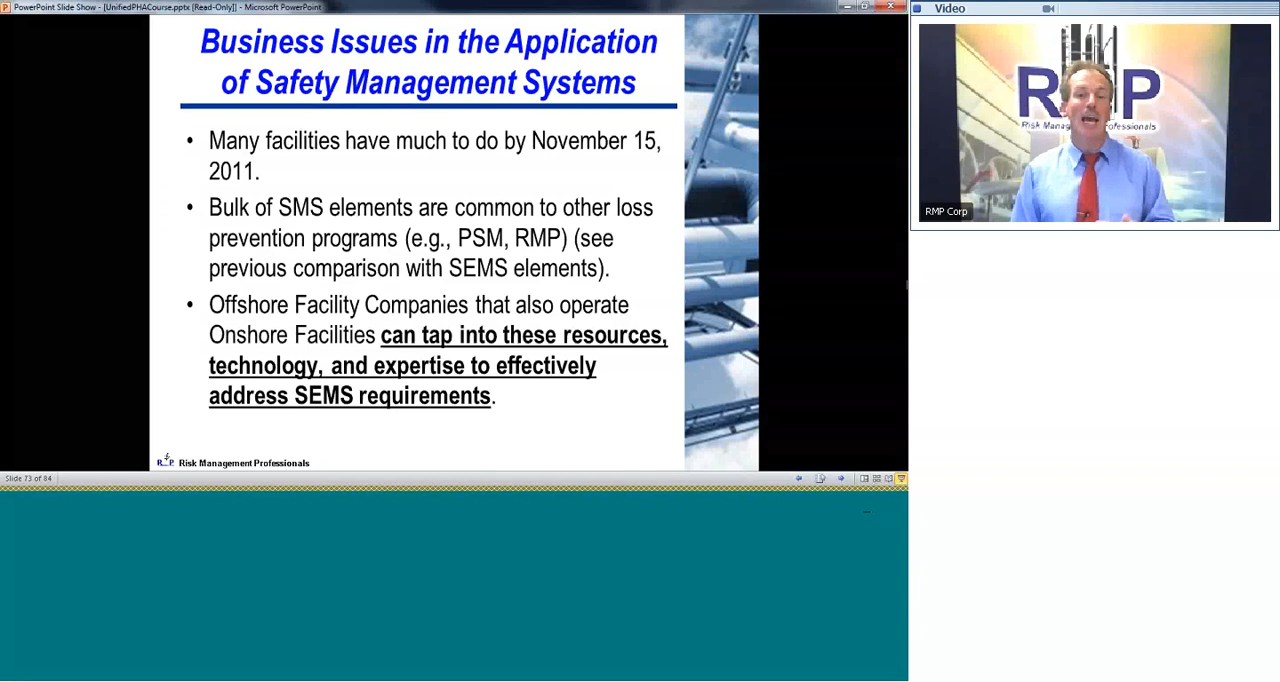 PowerPoint Slide Show - [UnifiedPHACourse.pptx [Read-Only]] - Microsoft PowerPoint
Video
Business Issues in the Application
of Safety Management Systems
• Many facilities have much to do by November 15,
2011.
• Bulk of SMS elements are common to other loss
prevention programs (e.g., PSM, RMP) (see
previous comparison with SEMS elements).
• Offshore Facility Companies that also operate
Onshore Facilities can tap into these resources,
technology, and expertise to effectively
address SEMS requirements.
Risk Management Professionals
Slide 73 of 84
Professionals
RMP Corp